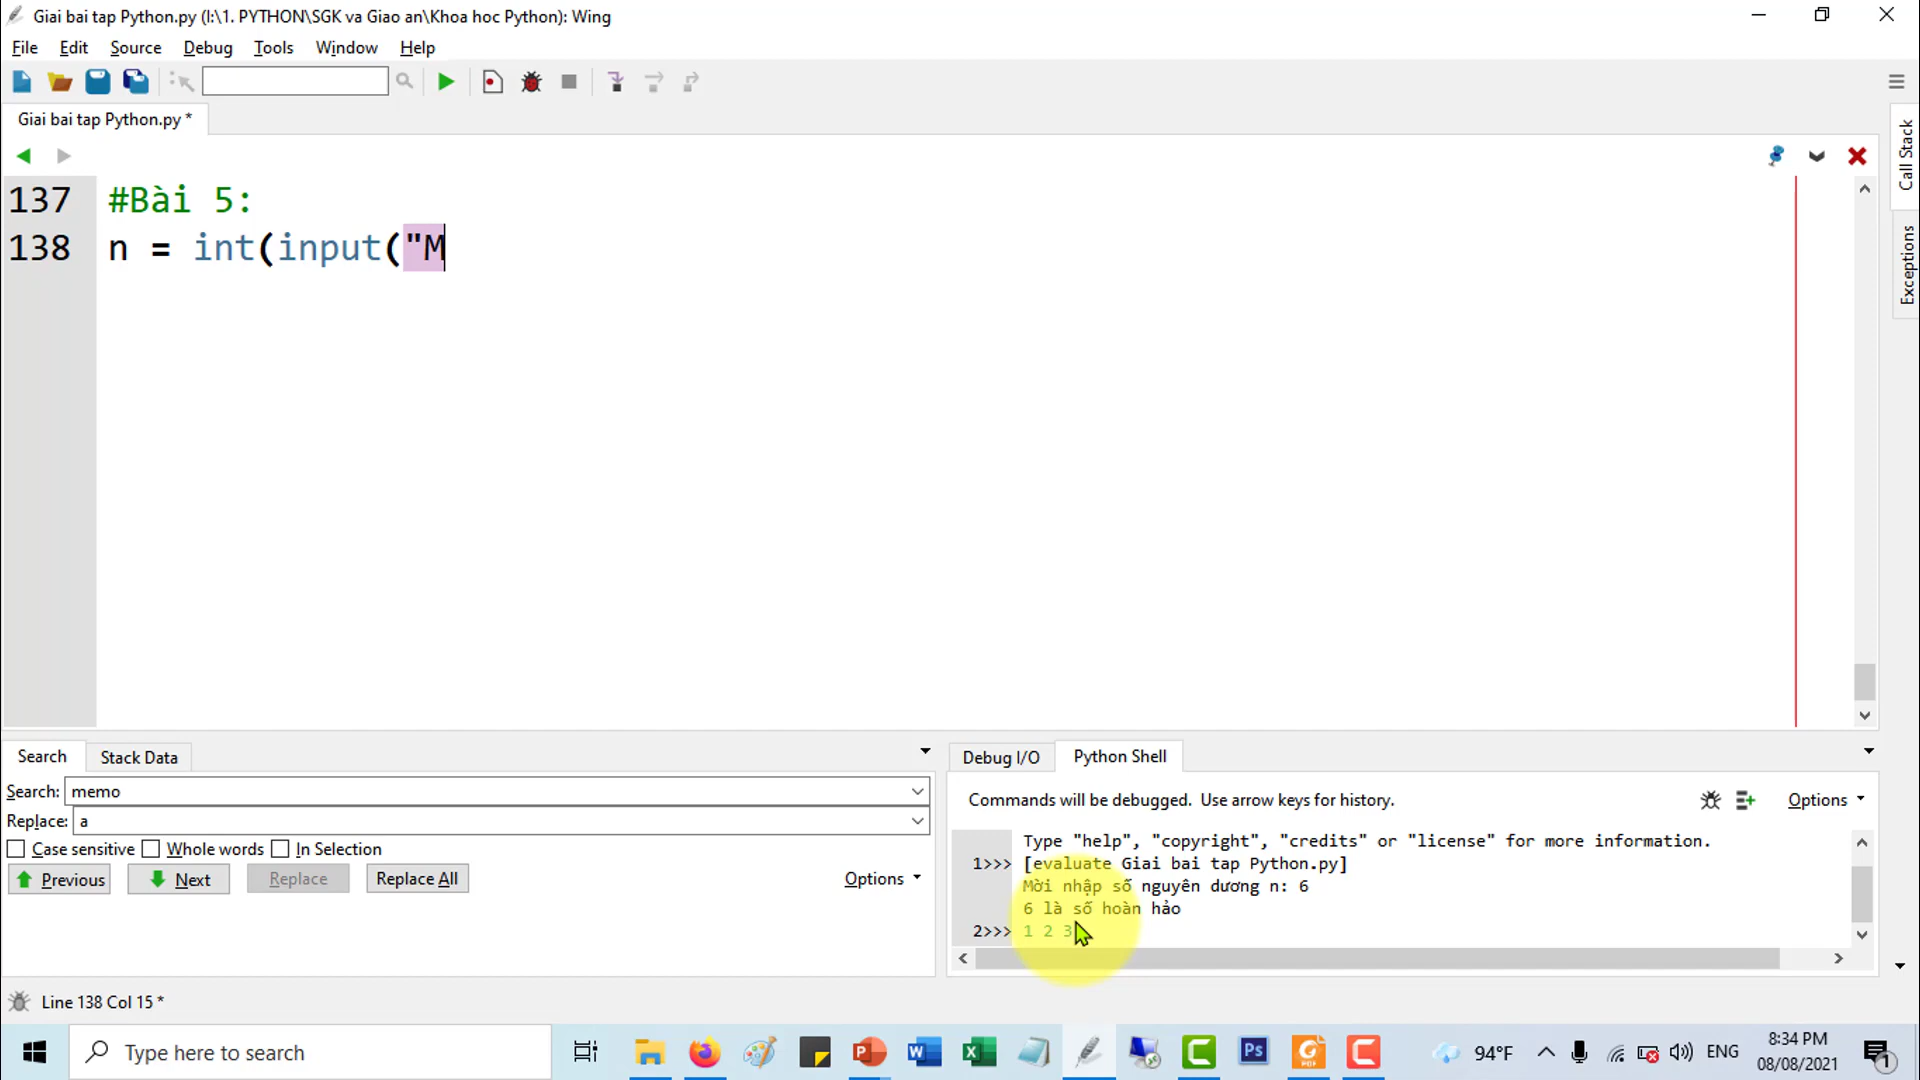 Giai bai tap Python.py (I:\1. PYTHON\SGK va Giao an\Khoa hoc Python): Wing
File Edit Source Debug Tools Window Help
Giai bai tap Python.py *
Call Stack
Exceptions
137 #Bài 5:
138 n = int(input("M
Search Stack Data
Search: memo
Replace: a
Case sensitive Whole words In Selection
Previous Next Replace Replace All Options
Debug I/O Python Shell
Commands will be debugged. Use arrow keys for history. Options
Type "help", "copyright", "credits" or "license" for more information.
1>>> [evaluate Giai bai tap Python.py]
Mời nhập số nguyên dương n: 6
6 là số hoàn hảo
2>>> 1 2 3
Line 138 Col 15 *
Type here to search
Ps
PDF
94°F
ENG
8:34 PM
08/08/2021
1